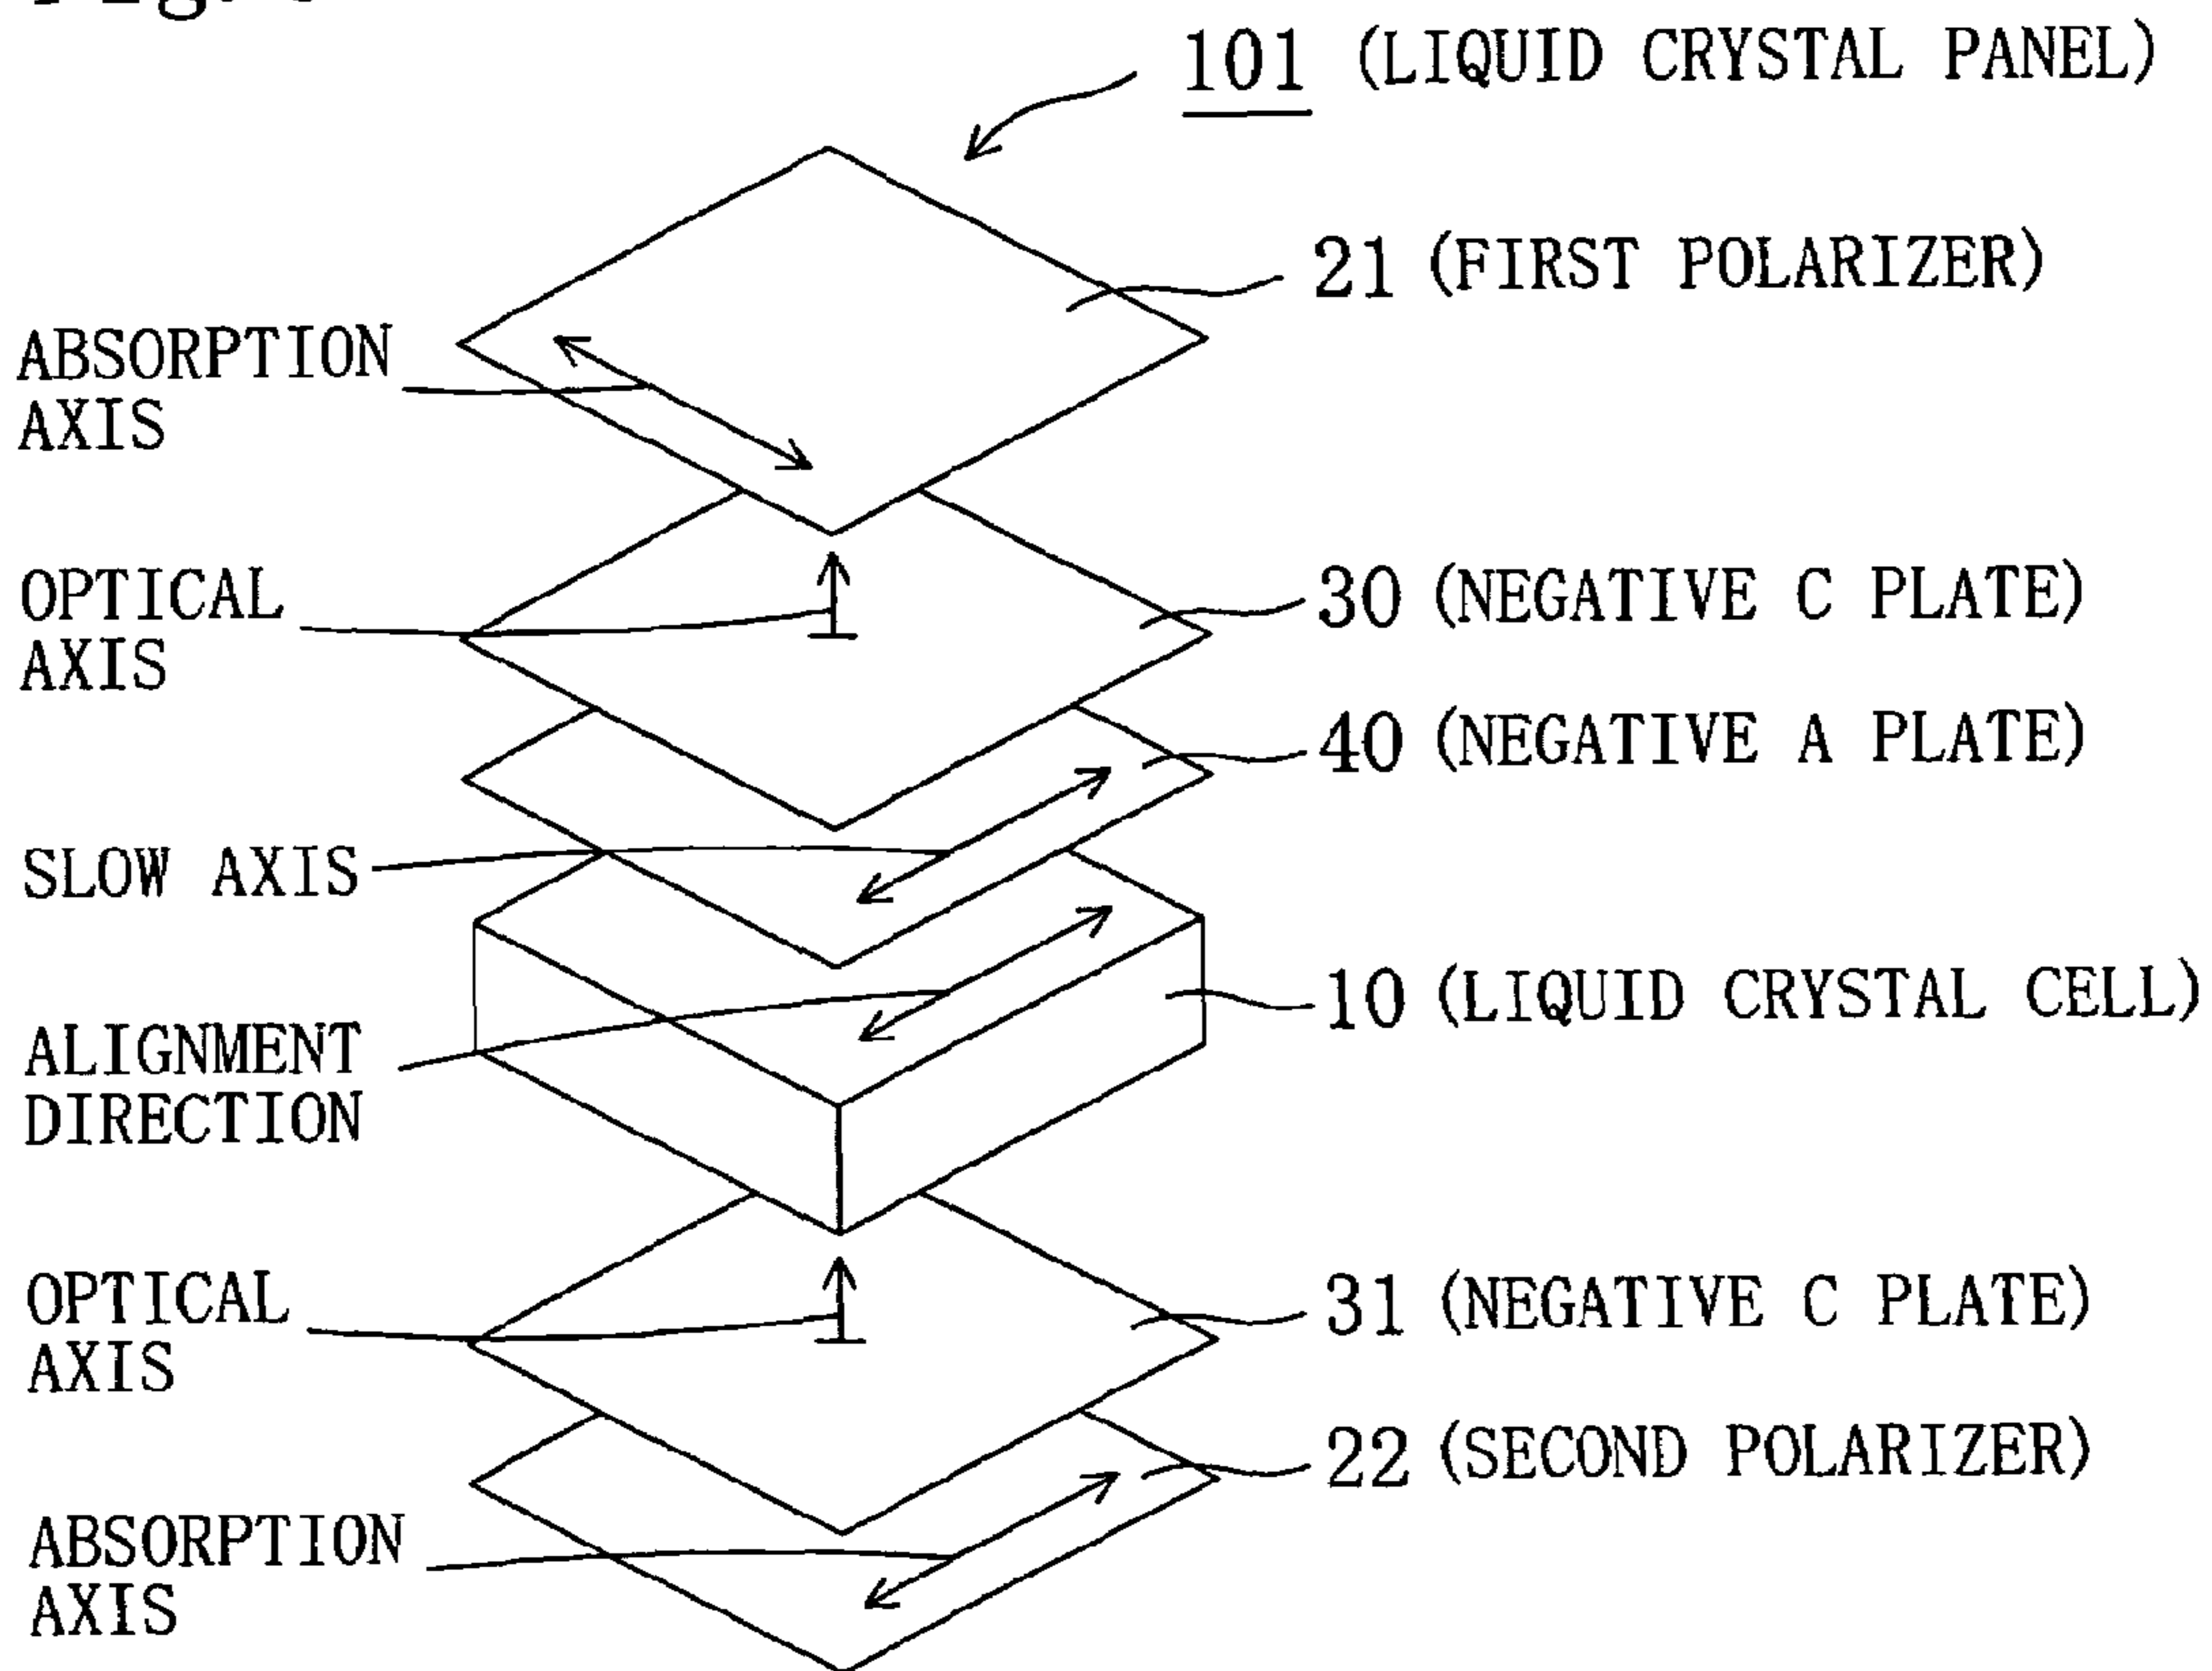 101 (LIQUID CRYSTAL PANEL)
21 (FIRST POLARIZER)
ABSORPTION
AXIS
OPTICAL
AXIS
30 (NEGATIVE C PLATE)
40 (NEGATIVE A PLATE)
SLOW AXIS
10 (LIQUID CRYSTAL CELL)
ALIGNMENT
DIRECTION
OPTICAL
AXIS
31 (NEGATIVE C PLATE)
22 (SECOND POLARIZER)
ABSORPTION
AXIS